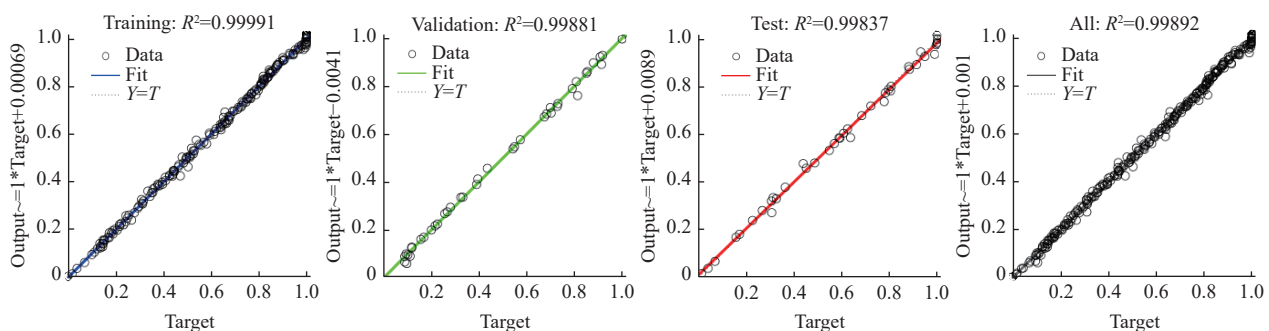 Training: R²=0.99991
Output~=1*Target+0.00069
1.0
0.8
0.6
0.4
0.2
0
Data
Fit
Y=T
0.2 0.4 0.6 0.8 1.0
Target
Validation: R²=0.99881
Output~=1*Target−0.0041
1.0
0.8
0.6
0.4
0.2
0
Data
Fit
Y=T
0.2 0.4 0.6 0.8 1.0
Target
Test: R²=0.99837
Output~=1*Target+0.0089
1.0
0.8
0.6
0.4
0.2
0
Data
Fit
Y=T
0.2 0.4 0.6 0.8 1.0
Target
All: R²=0.99892
Output~=1*Target+0.001
1.0
0.8
0.6
0.4
0.2
0
Data
Fit
Y=T
0.2 0.4 0.6 0.8 1.0
Target